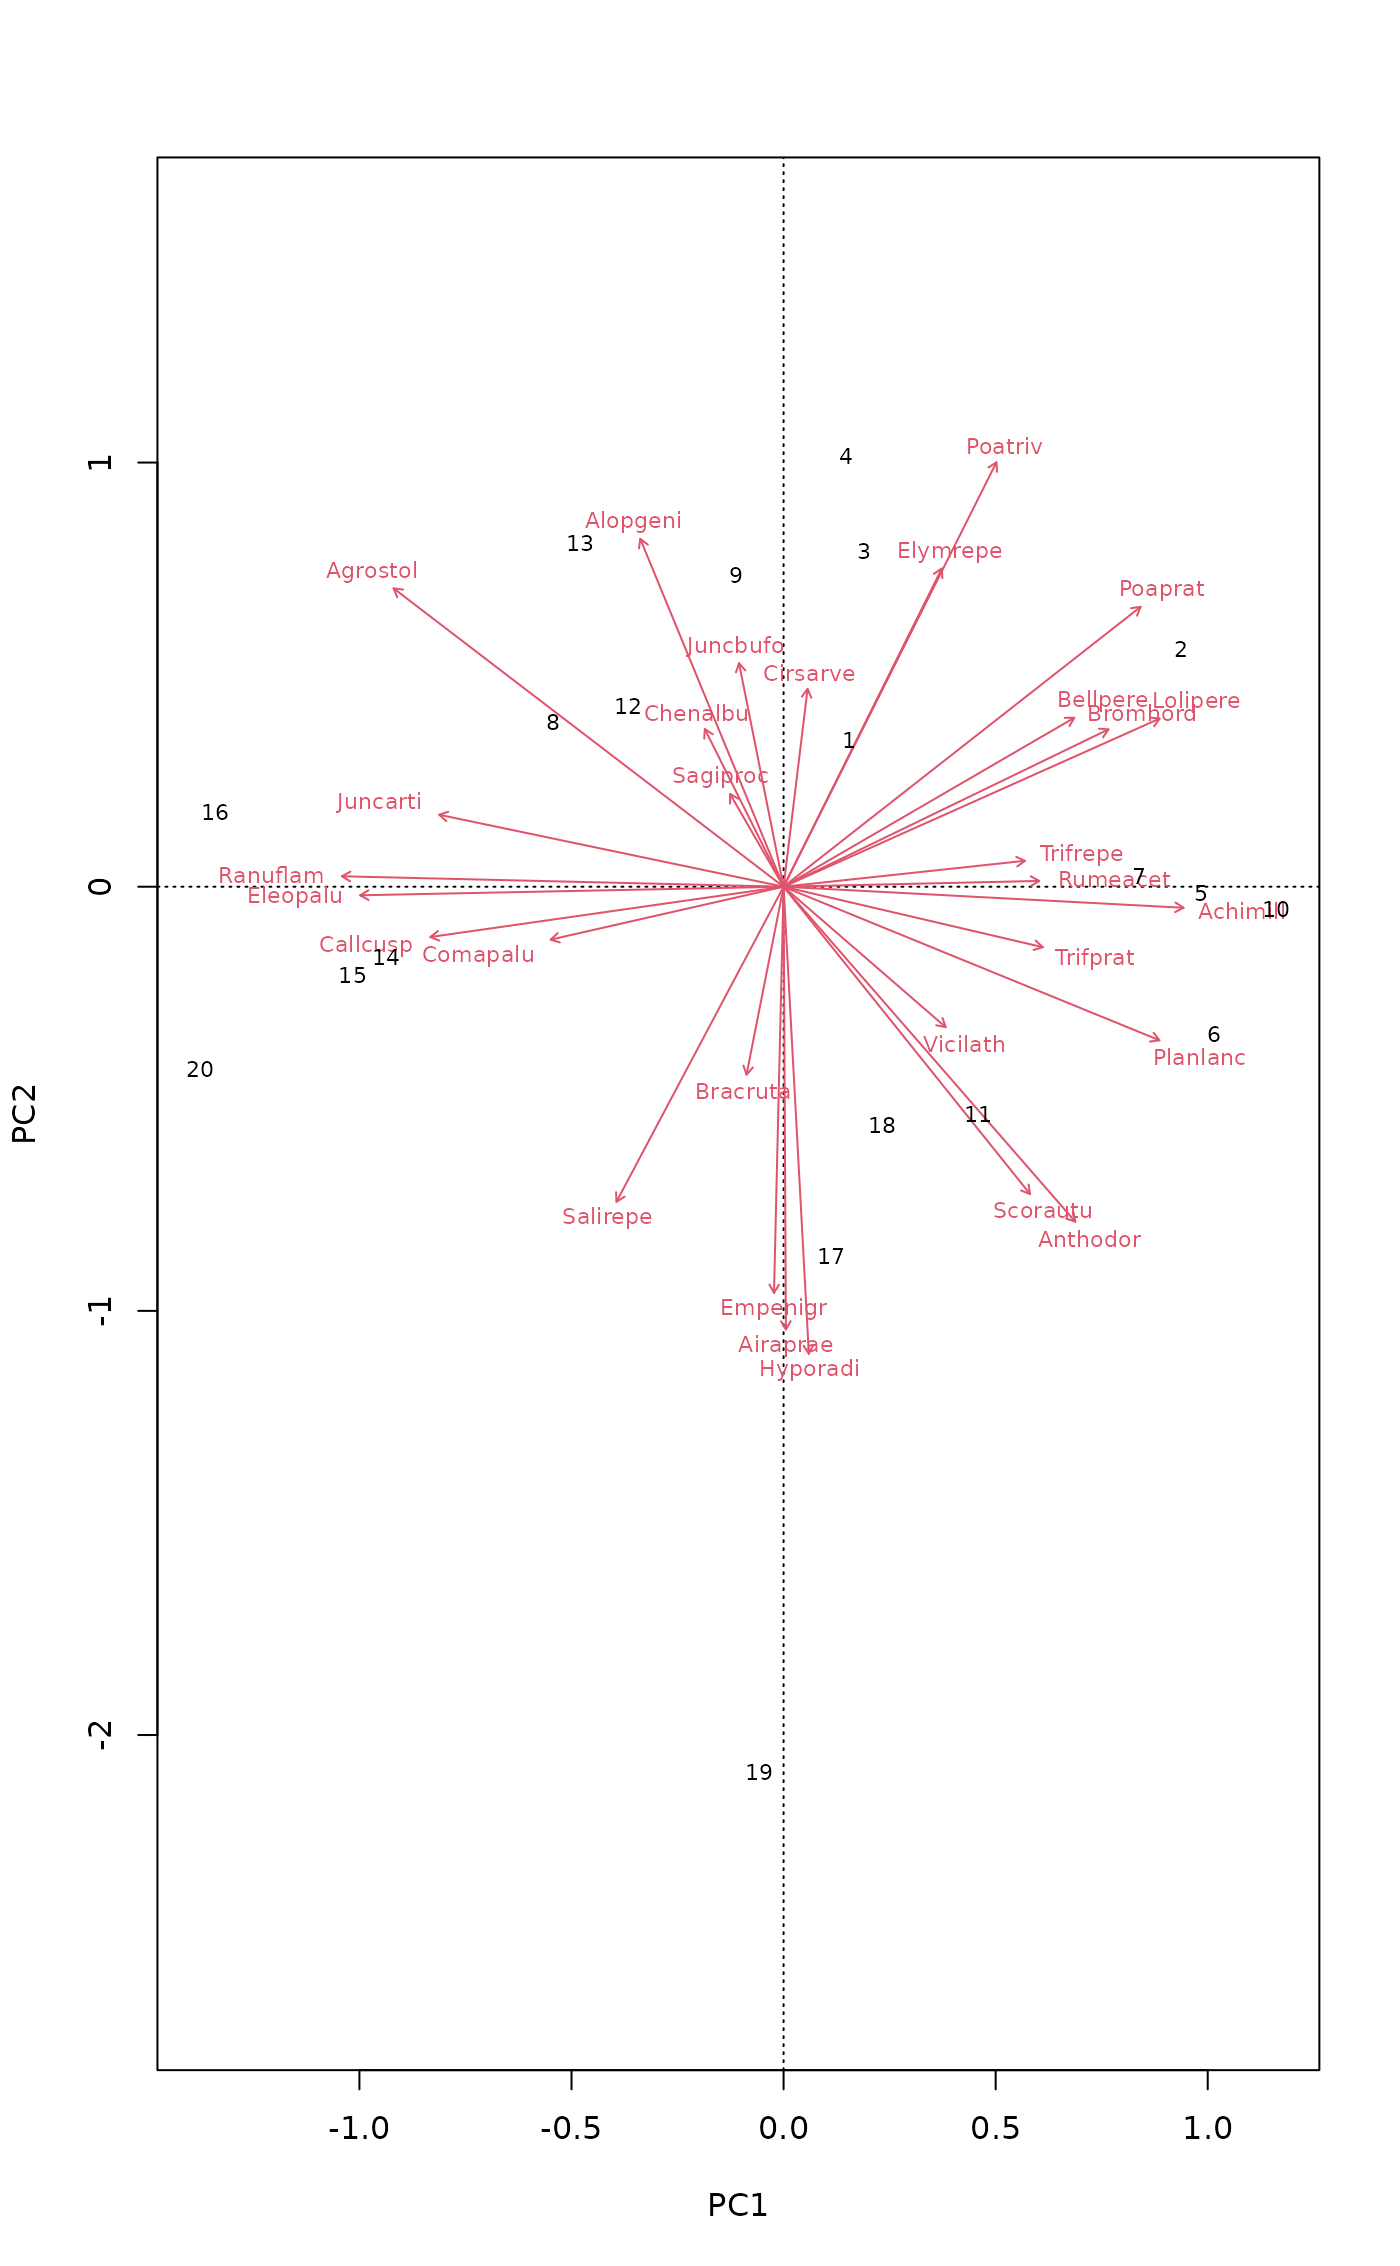 4
Poatriv
1
Alopgeni
13
3
Elymrepe
Agrostol
9
Poaprat
Juncbufo
2
Cirsarve
Bellpere
Lolipere
12
Chenalbu
Bromhord
8
1
Sagiproc
Juncarti
16
Trifrepe
Ranuflam
7
Rumeacet
0
Eleopalu
5
Achimill
10
Callcusp
14
Comapalu
Trifprat
15
6
Vicilath
Planlanc
20
Bracruta
PC2
18
11
Salirepe
Scorautu
Anthodor
17
-1
Empenigr
Airaprae
Hyporadi
-2
19
-1.0 -0.5 0.0 0.5 1.0
PC1